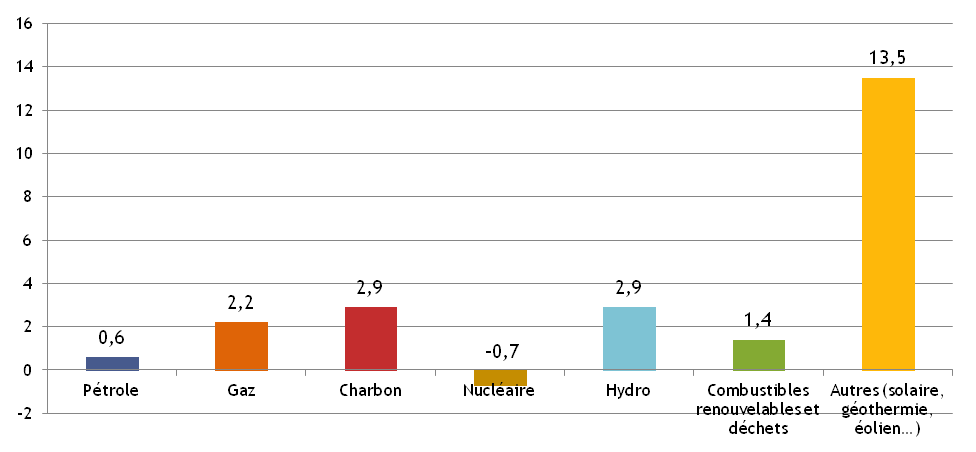 16
14
12
10
8
6
4
2
0
-2
0,6
2,2
2,9
-0,7
2,9
1,4
13,5
Pétrole
Gaz
Charbon
Nucléaire
Hydro
Combustibles
renouvelables et
déchets
Autres (solaire,
géothermie,
éolien...)